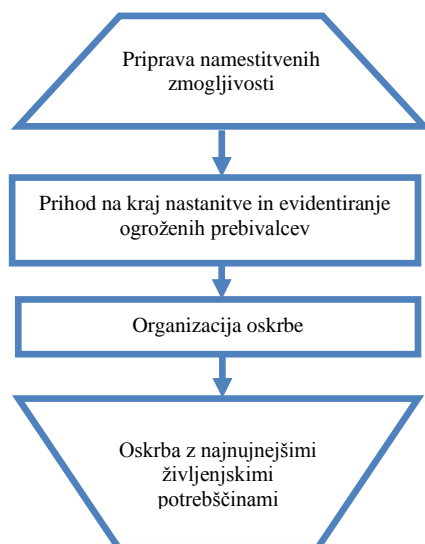 Priprava namestitvenih
zmogljivosti
Prihod na kraj nastanitve in evidentiranje
ogroženih prebivalcev
Organizacija oskrbe
Oskrba z najnujnejšimi
življenjskimi
potrebščinami